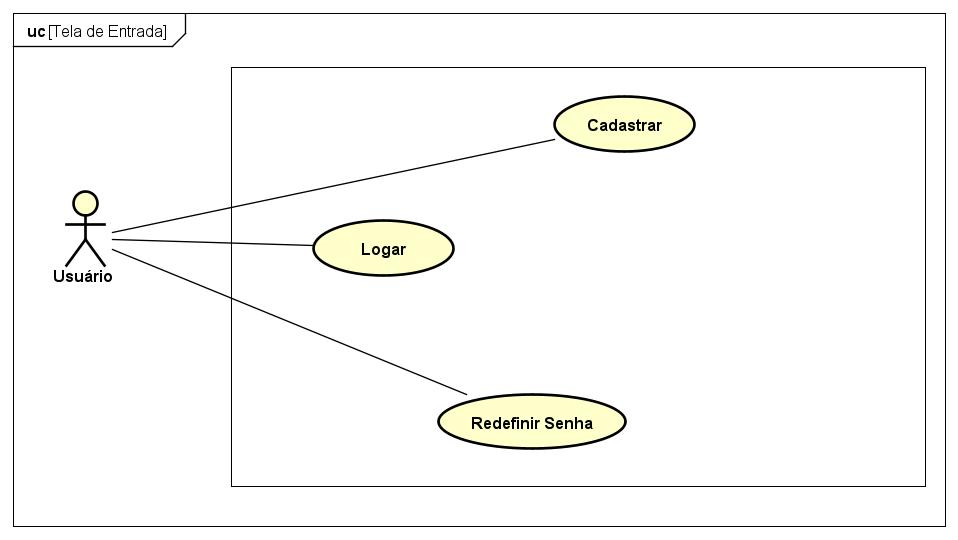 uc [Tela de Entrada]
Cadastrar
Logar
Usuário
Redefinir Senha